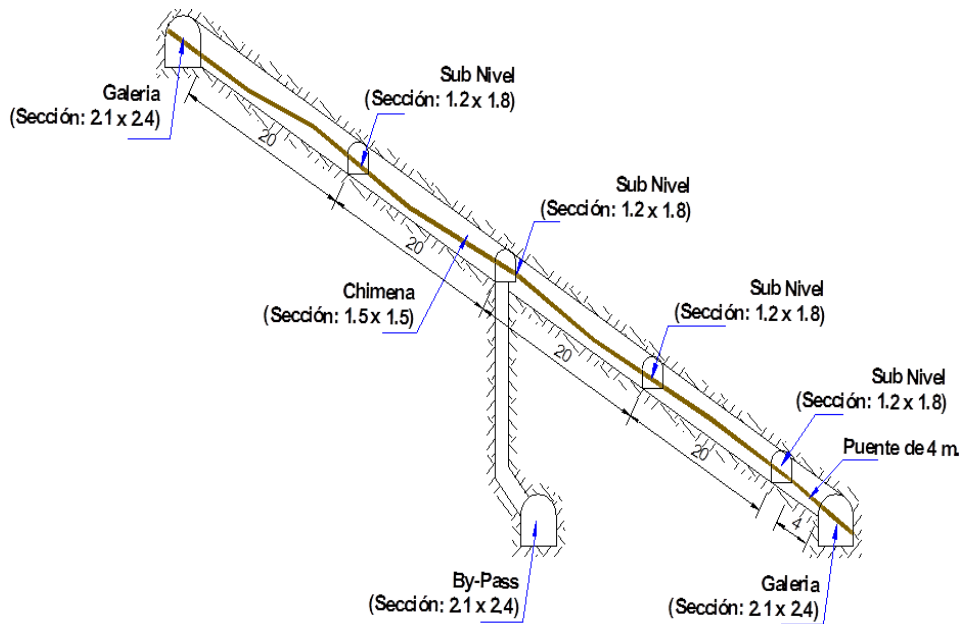 Galeria
(Sección: 2.1 x 2.4)
Sub Nivel
(Sección: 1.2 x 1.8)
20
Sub Nivel
(Sección: 1.2 x 1.8)
20
Chimena
(Sección: 1.5 x 1.5)
Sub Nivel
(Sección: 1.2 x 1.8)
20
Sub Nivel
(Sección: 1.2 x 1.8)
20
Puente de 4 m.
4
By-Pass
(Sección: 2.1 x 2.4)
Galeria
(Sección: 2.1 x 2.4)